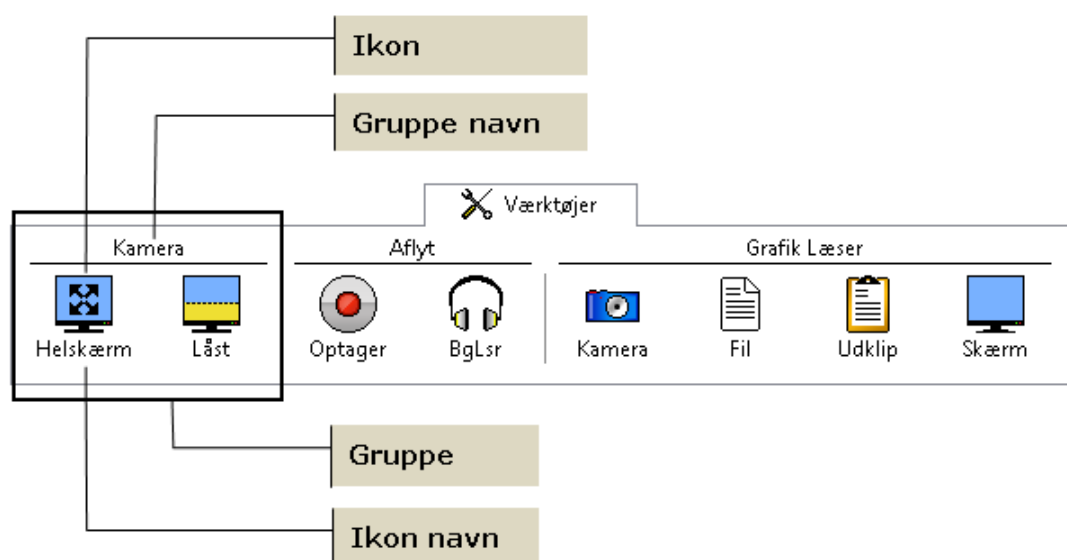 Ikon
Gruppe navn
Værktøjer
Kamera
Aflyt
Grafik Læser
Helskærm
Låst
Optager
BgLsr
Kamera
Fil
Udklip
Skærm
Gruppe
Ikon navn